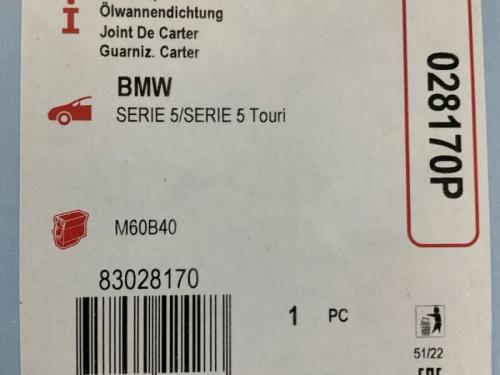 Ölwannendichtung
Joint De Carter
Guarniz. Carter
BMW
SERIE 5/SERIE 5 Touri
028170P
M60B40
83028170
1 PC
51/22